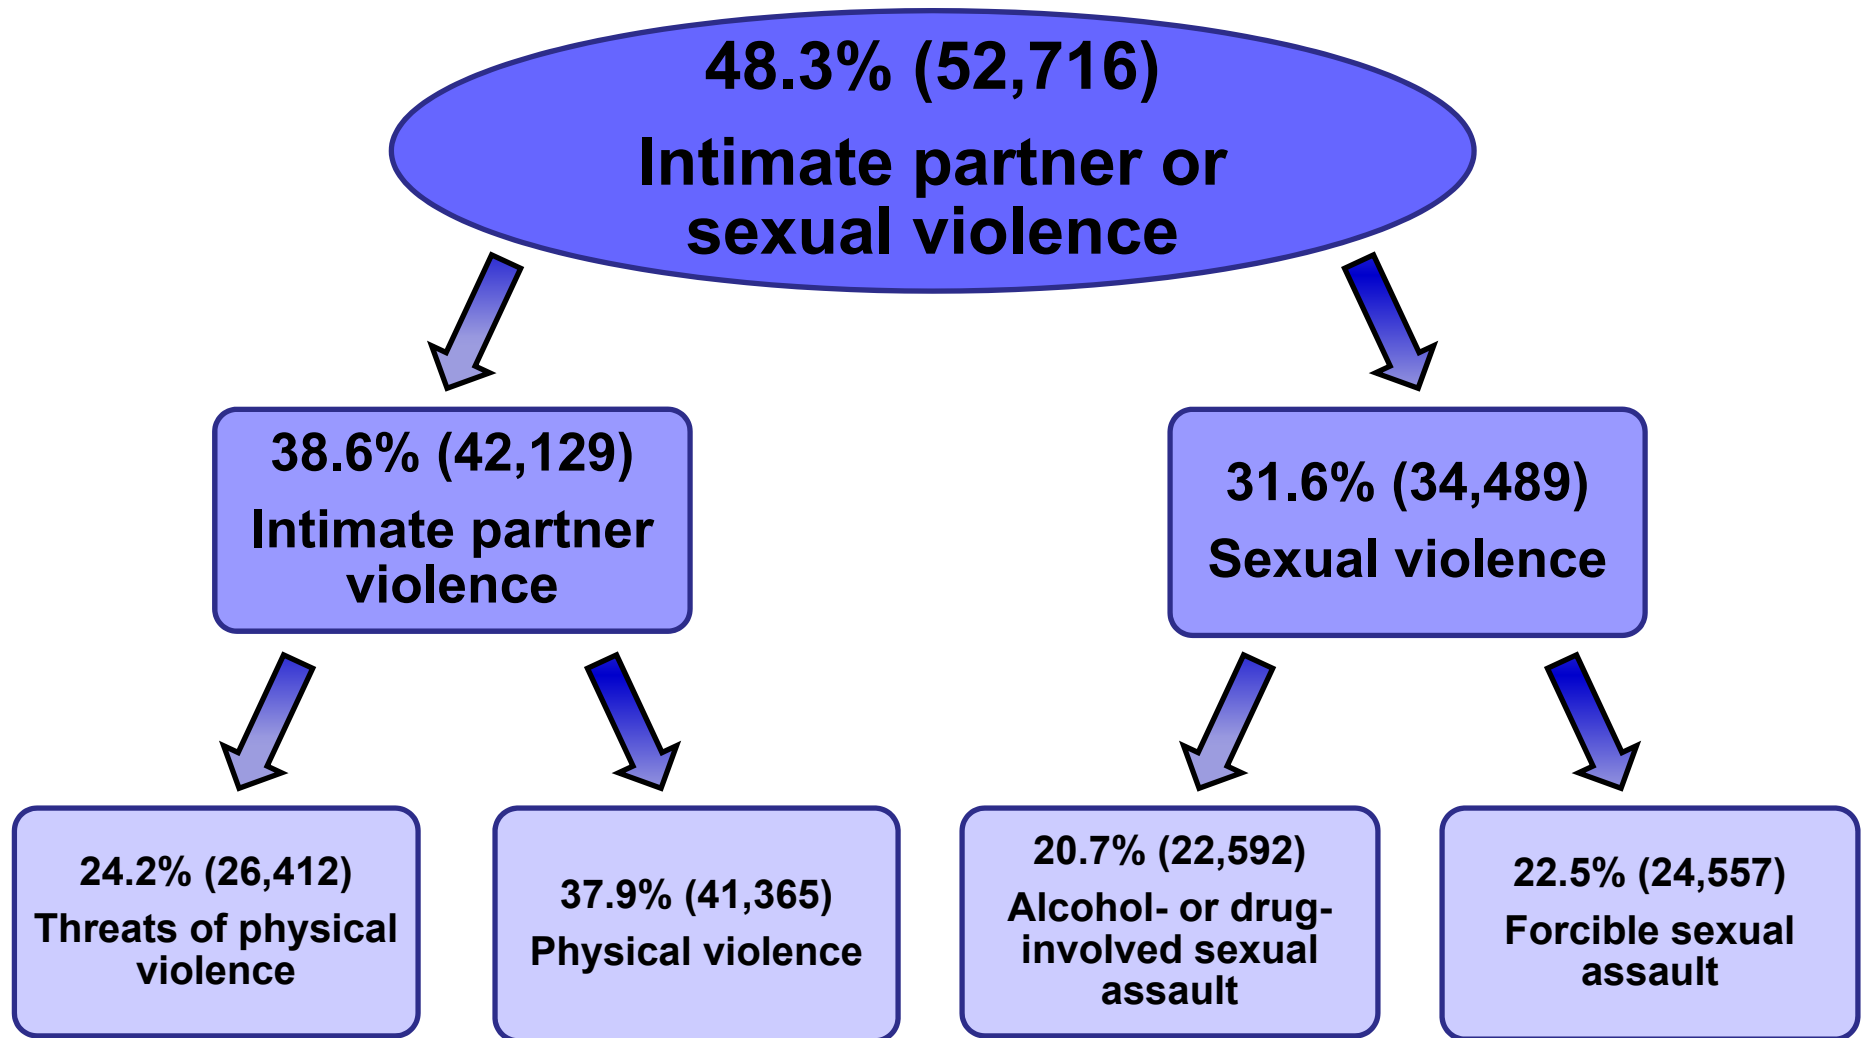 48.3% (52,716)
Intimate partner or
sexual violence
38.6% (42,129)
Intimate partner
violence
31.6% (34,489)
Sexual violence
24.2% (26,412)
Threats of physical
violence
37.9% (41,365)
Physical violence
20.7% (22,592)
Alcohol- or drug-
involved sexual
assault
22.5% (24,557)
Forcible sexual
assault